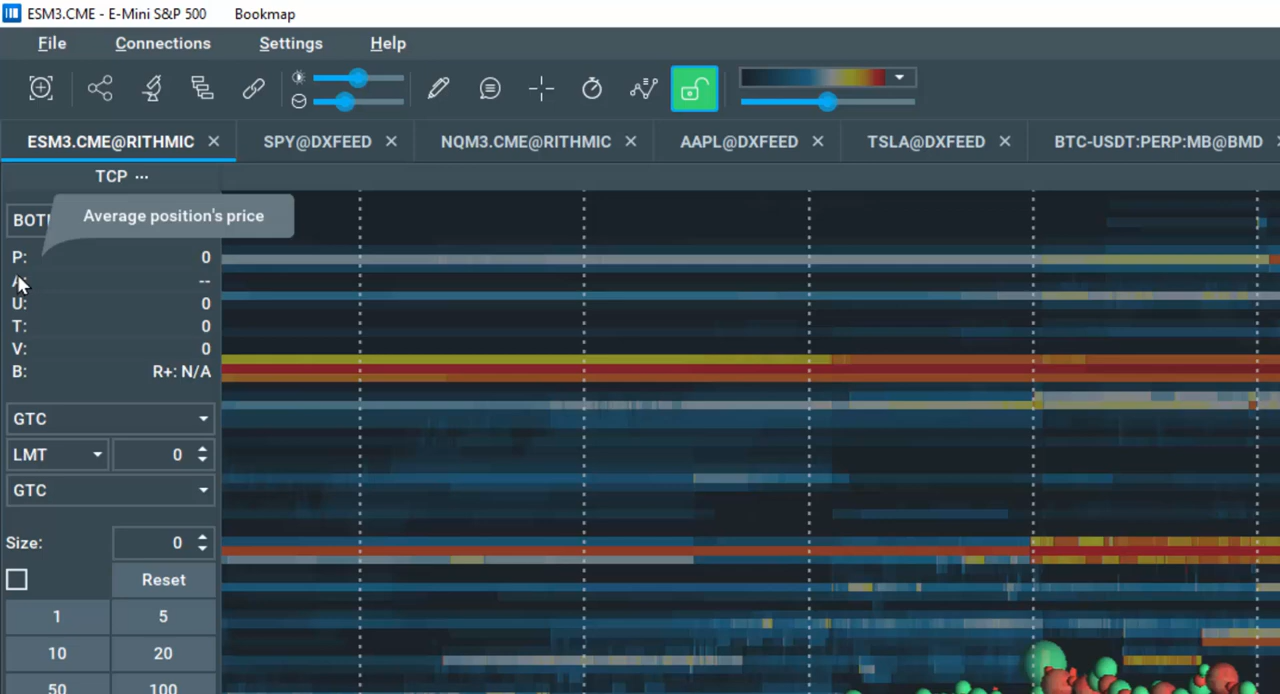 ESM3.CME - E-Mini S&P 500 Bookmap
File Connections Settings Help
ESM3.CME@RITHMIC SPY@DXFEED NQM3.CME@RITHMIC AAPL@DXFEED TSLA@DXFEED BTC-USDT:PERP:MB@BMD
TCP ...
Average position's price
P: 0
--
U: 0
T: 0
V: 0
B: R+: N/A
GTC
LMT 0
GTC
Size: 0
Reset
1 5
10 20
50 100